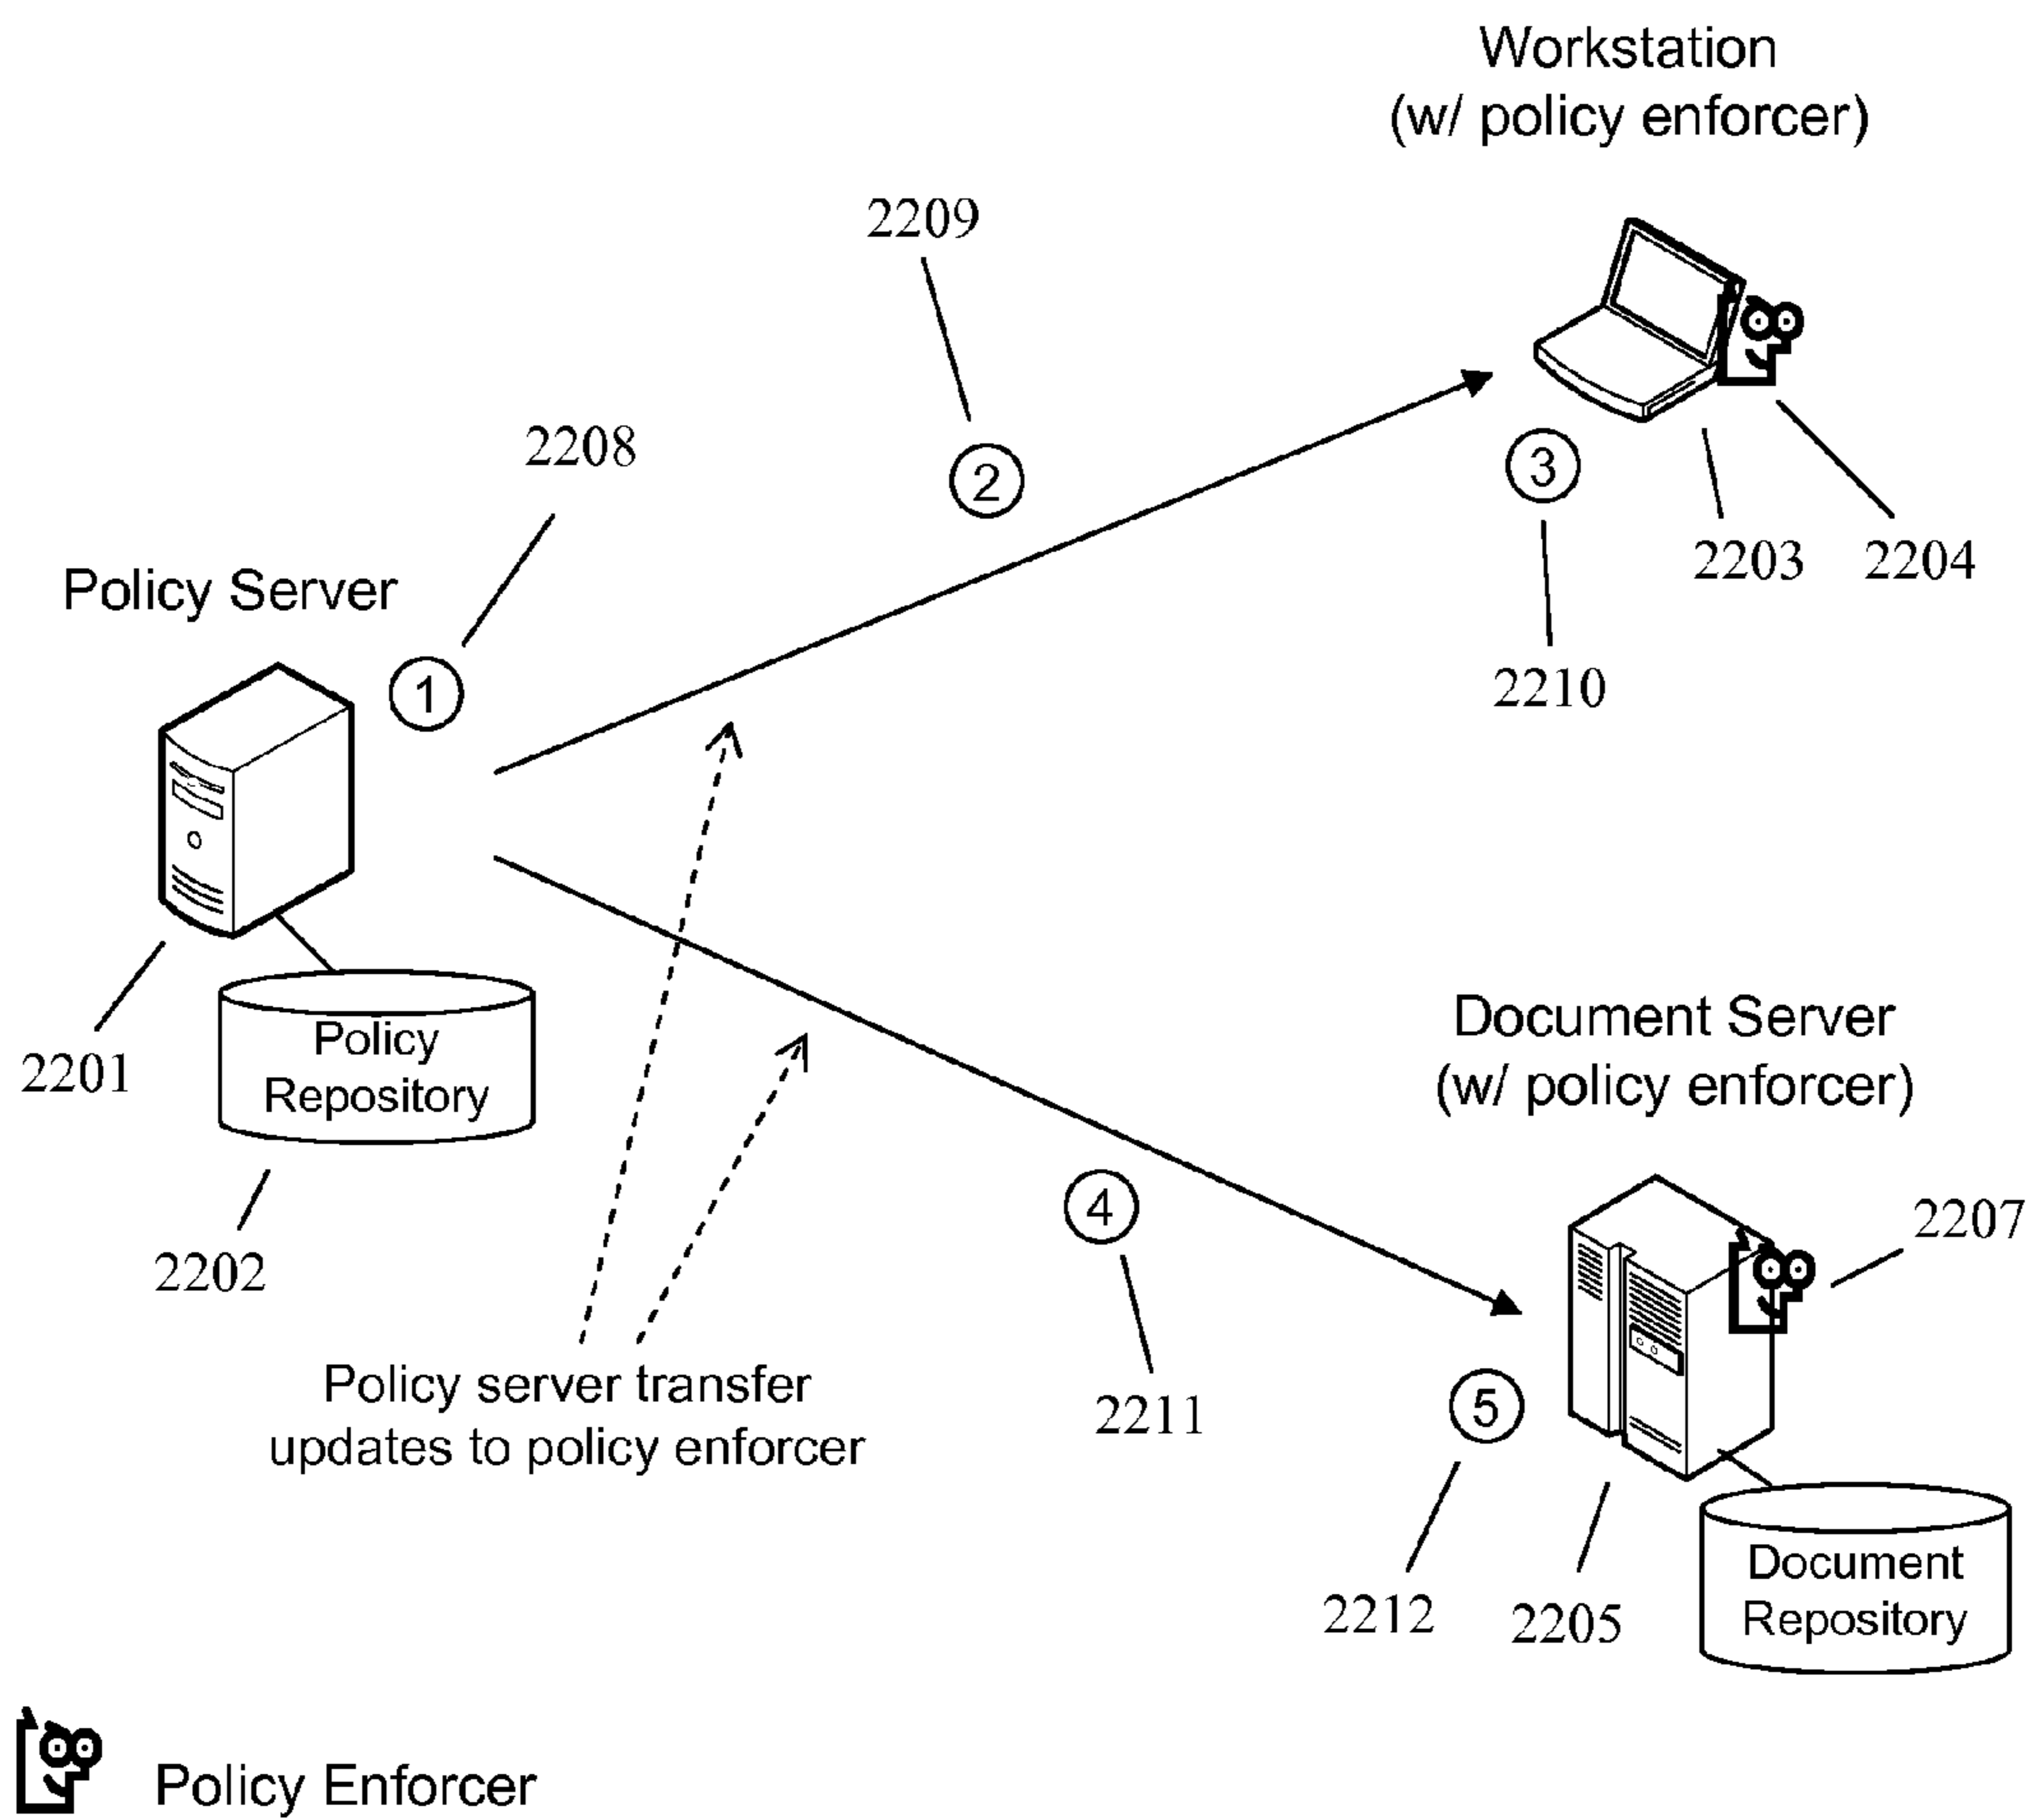 Workstation
(w/ policy enforcer)
2209
2208
2
3
2203
2204
Policy Server
1
2210
Document Server
(w/ policy enforcer)
2201
Policy
Repository
2202
4
2207
Policy server transfer
updates to policy enforcer
2211
5
2212
2205
Document
Repository
Policy Enforcer